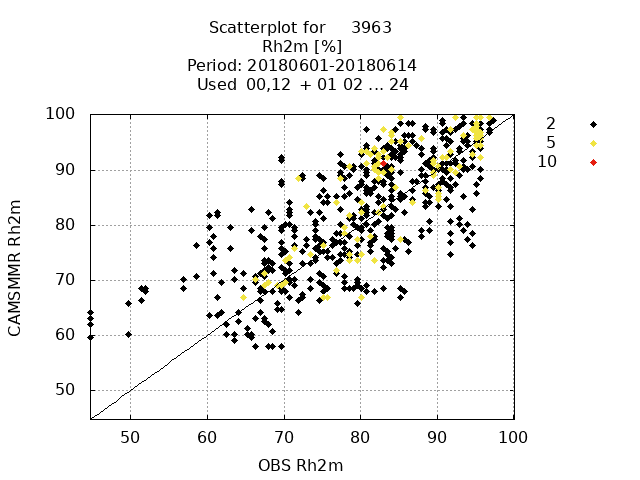 Scatterplot for 3963
Rh2m [%]
Period: 20180601-20180614
Used 00,12 + 01 02 ... 24
100
90
80
70
60
50
CAMSMMR Rh2m
50 60 70 80 90 100
OBS Rh2m
2
5
10